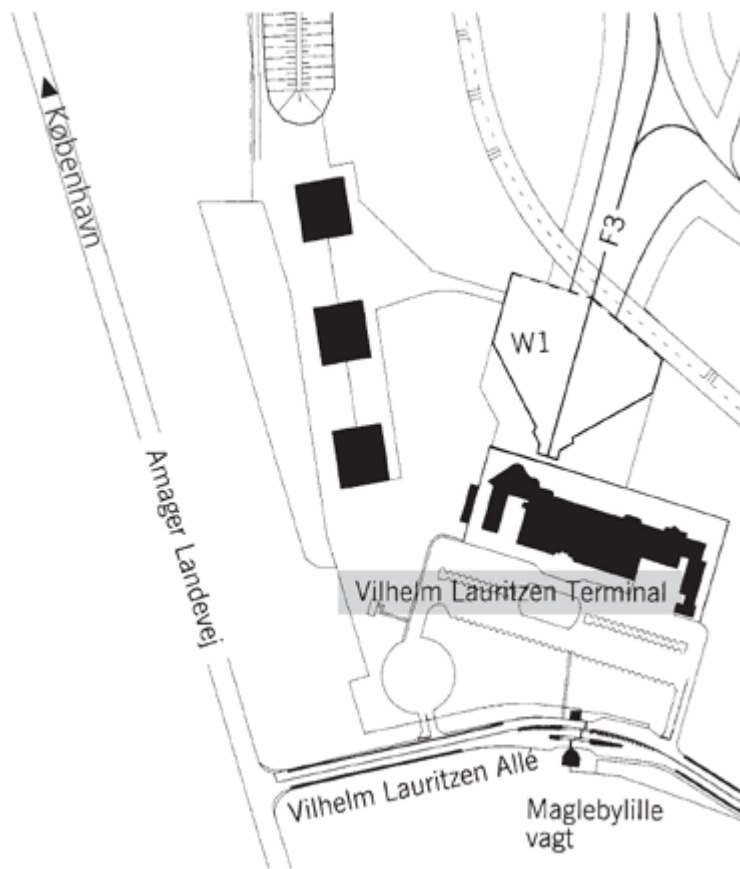 København
F3
W1
Amager Landevej
Vilhelm Lauritzen Terminal
Vilhelm Lauritzen Allé
Maglebylille
vagt